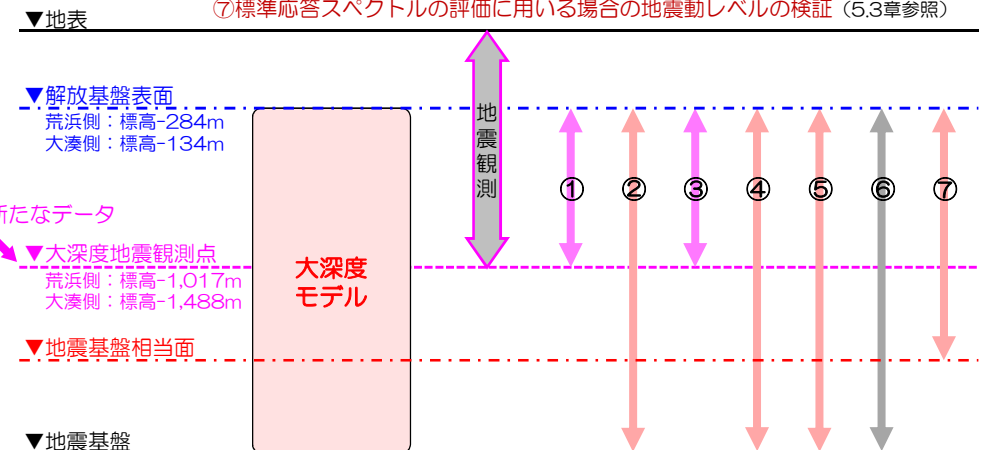 ⑦標準応答スペクトルの評価に用いる場合の地震動レベルの検証（5.3章参照）
▼地表
▼解放基盤表面
荒浜側：標高-284m
大湊側：標高-134m
地震観測
① ② ③ ④ ⑤ ⑥ ⑦
新たなデータ
▼大深度地震観測点
荒浜側：標高-1,017m
大湊側：標高-1,488m
大深度
モデル
▼地震基盤相当面
▼地震基盤